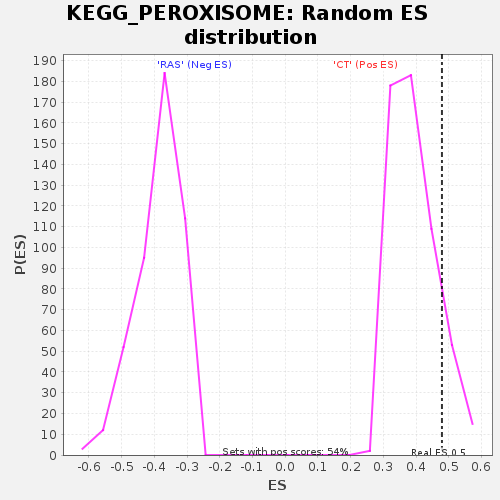 KEGG_PEROXISOME: Random ES
distribution
'RAS' (Neg ES)
'CT' (Pos ES)
190
180
170
160
150
140
130
120
110
100
90
80
70
60
50
40
30
20
10
0
P(ES)
Sets with pos scores: 54%
Real ES 0.5
-0.6 -0.5 -0.4 -0.3 -0.2 -0.1 0.0 0.1 0.2 0.3 0.4 0.5 0.6
ES